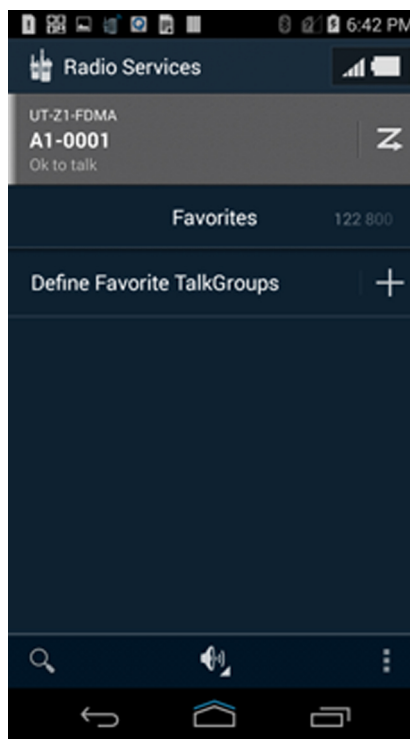 6:42 PM
Radio Services
UT-Z1-FDMA
A1-0001
Ok to talk
Favorites
122 800
Define Favorite TalkGroups